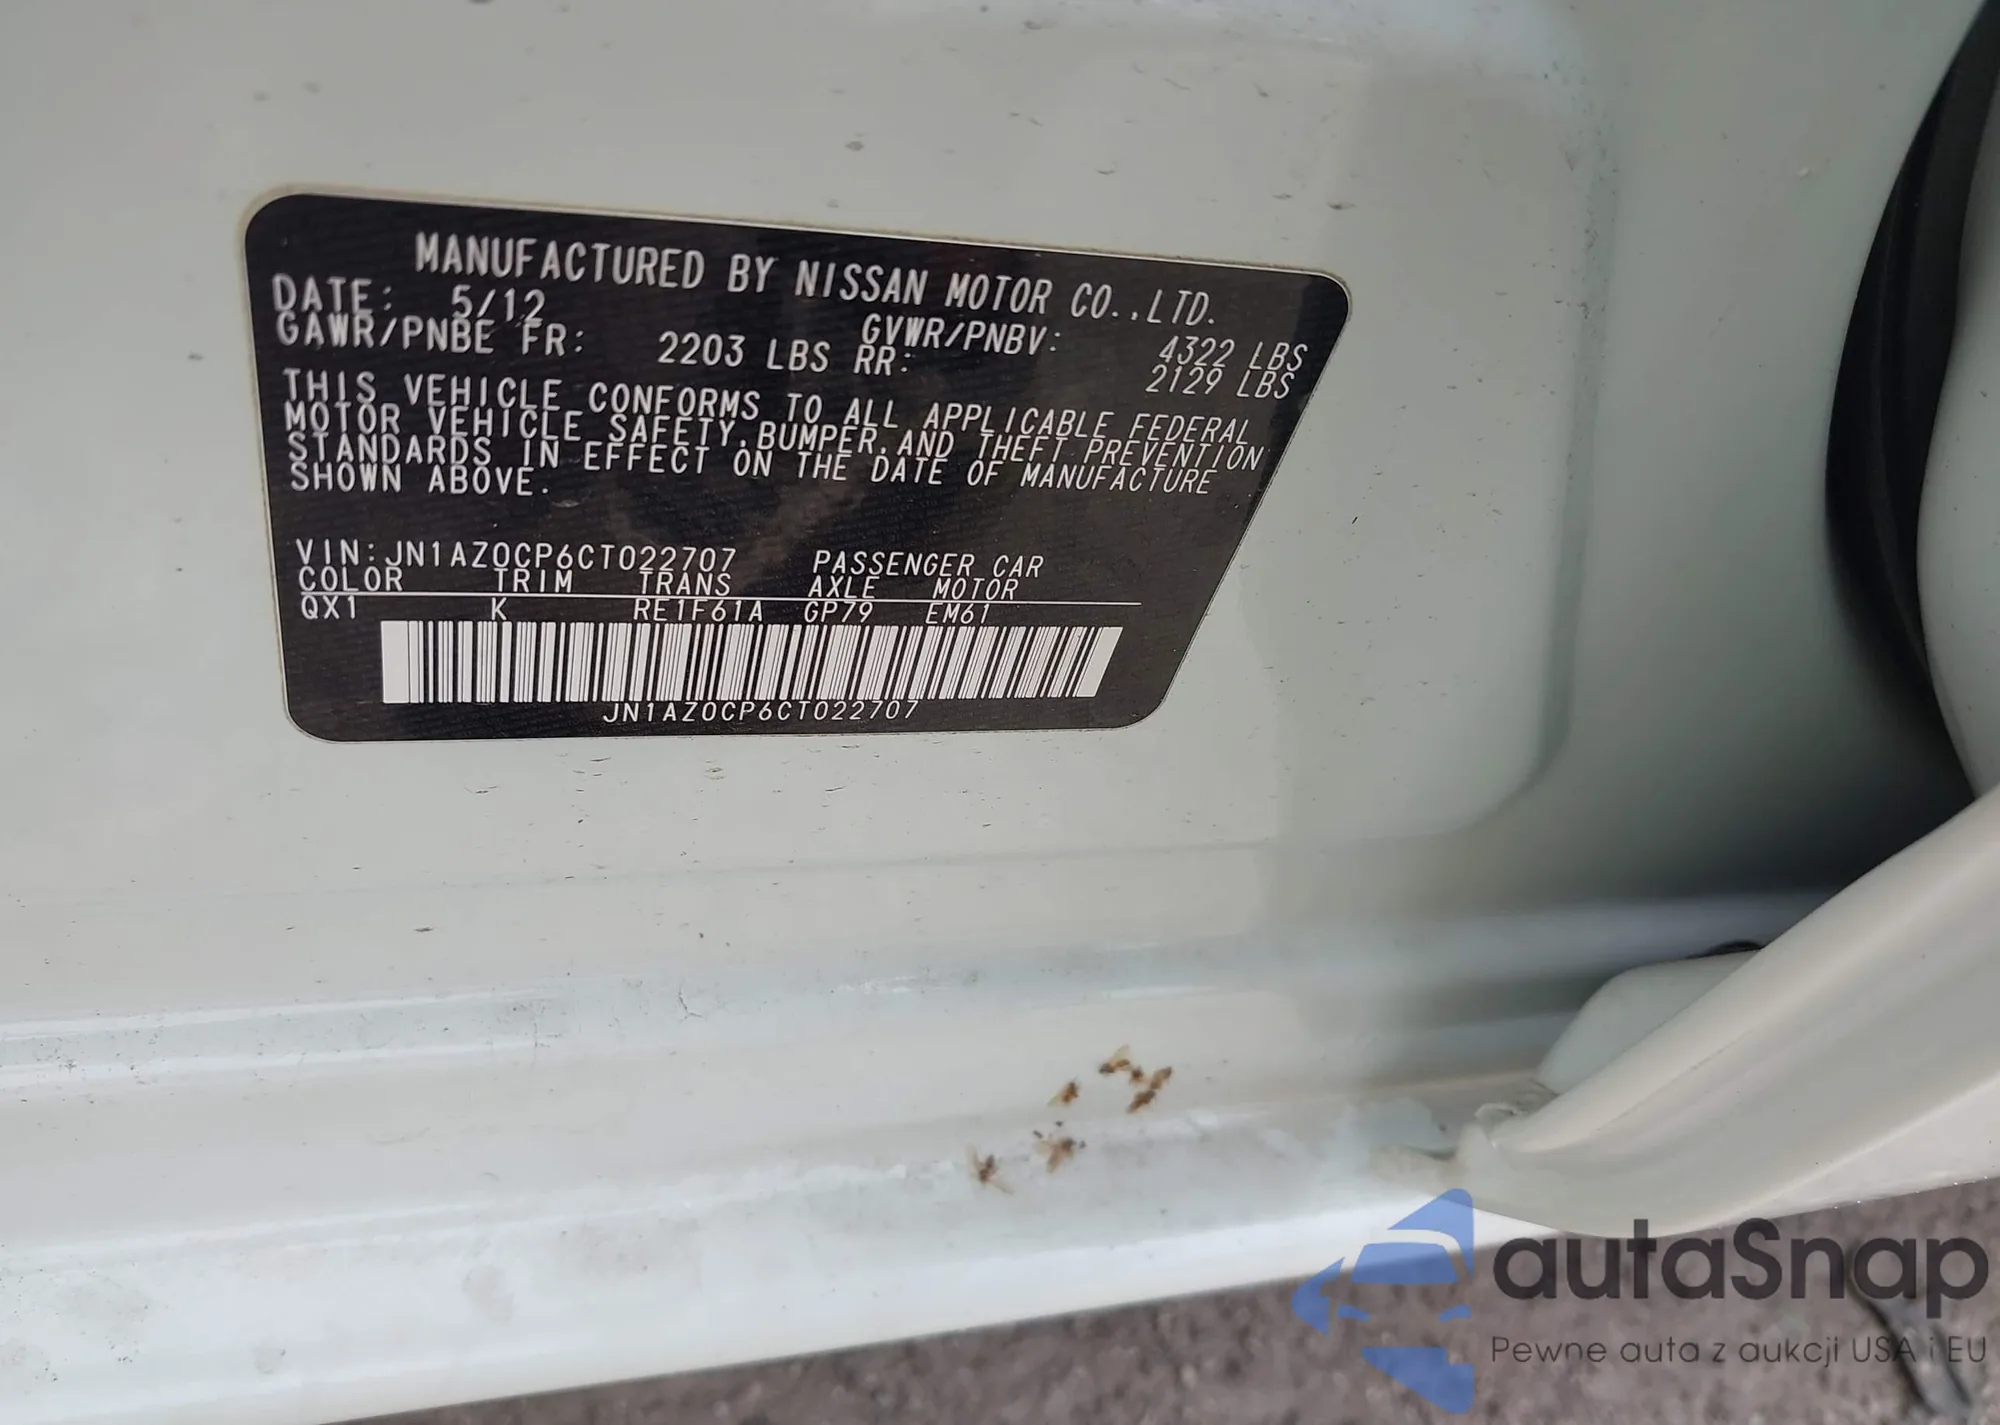 MANUFACTURED BY NISSAN MOTOR CO.,LTD.
DATE: 5/12 GVWR/PNBV: 4322 LBS
GAWR/PNBE FR: 2203 LBS RR: 2129 LBS
THIS VEHICLE CONFORMS TO ALL APPLICABLE FEDERAL
MOTOR VEHICLE SAFETY,BUMPER,AND THEFT PREVENTION
STANDARDS IN EFFECT ON THE DATE OF MANUFACTURE
SHOWN ABOVE.
VIN:JN1AZ0CP6CT022707 PASSENGER CAR
COLOR TRIM TRANS AXLE MOTOR
QX1 K RE1F61A GP79 EM61
JN1AZ0CP6CT022707
autaSnap
Pewne auta z aukcji USA i EU